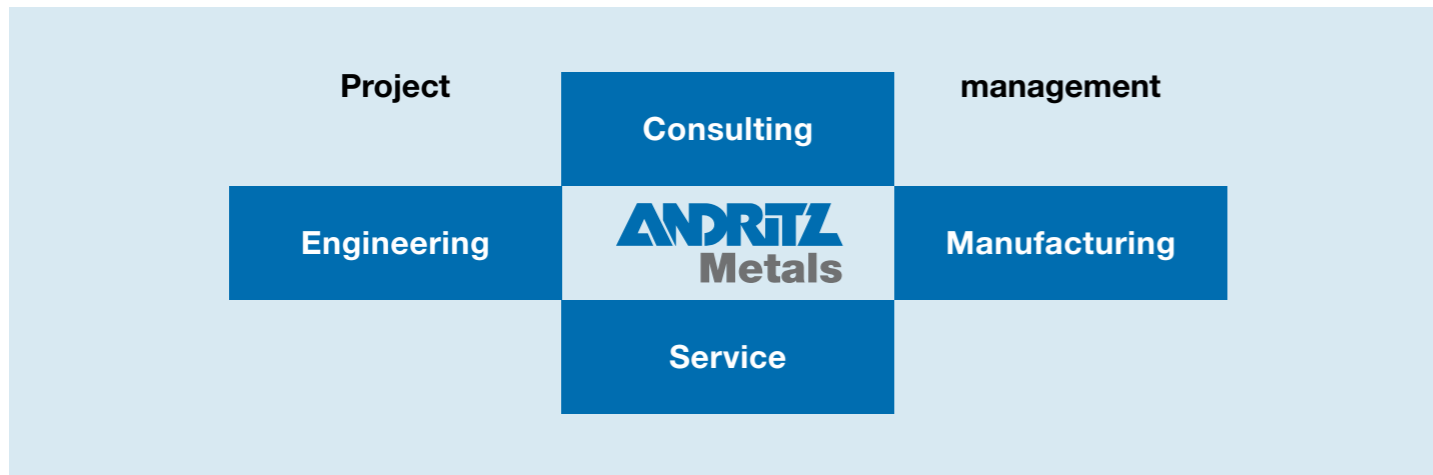 Project management
Consulting
Engineering
ANDRITZ
Metals
Manufacturing
Service